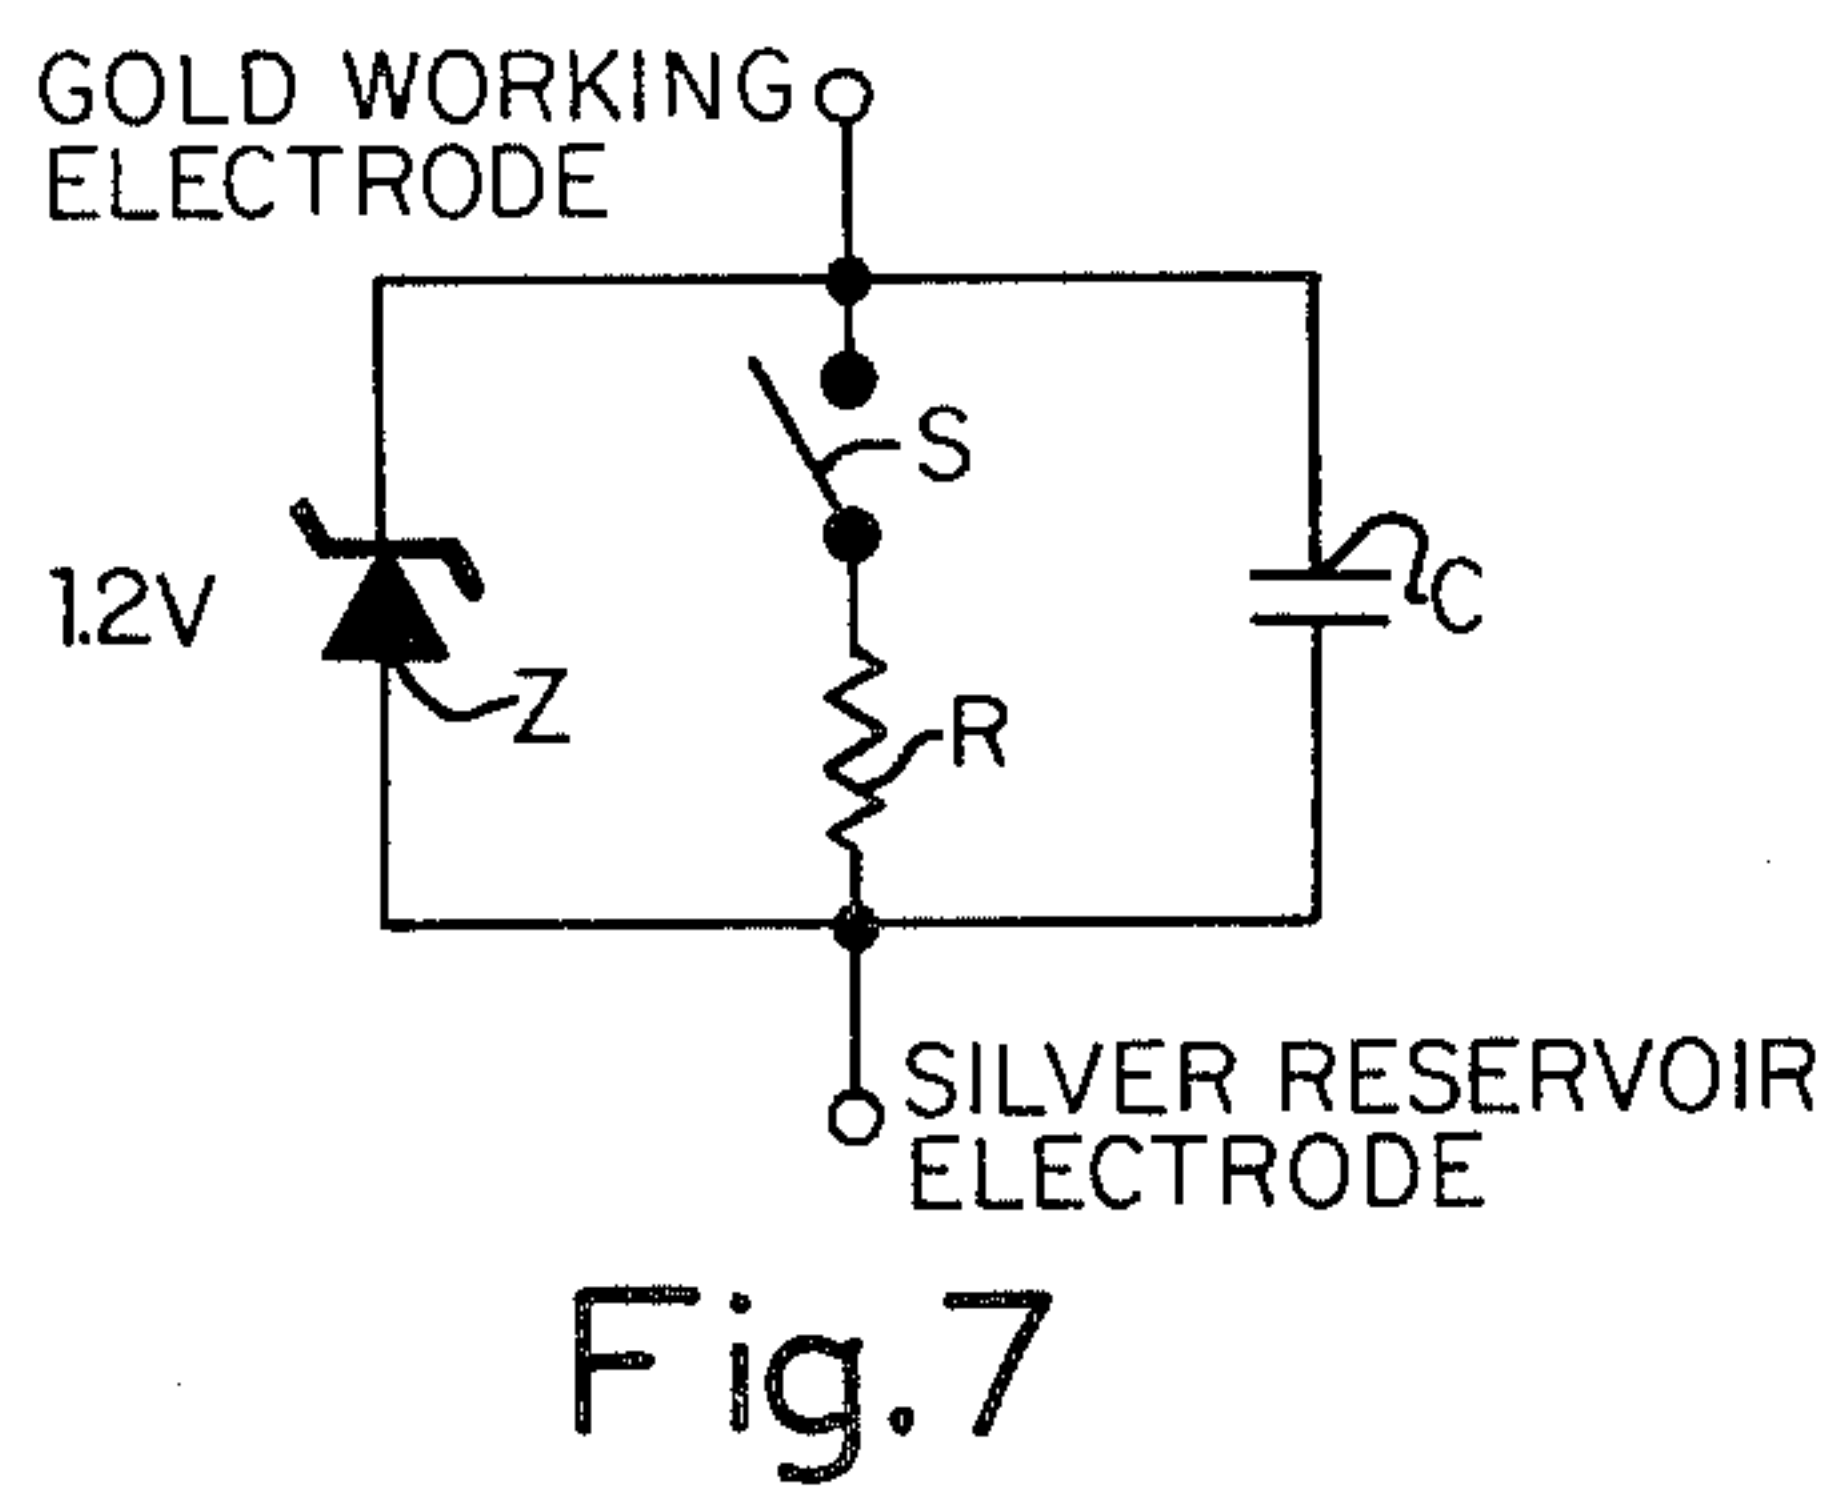 GOLD WORKING
ELECTRODE
S
1.2V
C
Z
R
SILVER RESERVOIR
ELECTRODE
Fig. 7